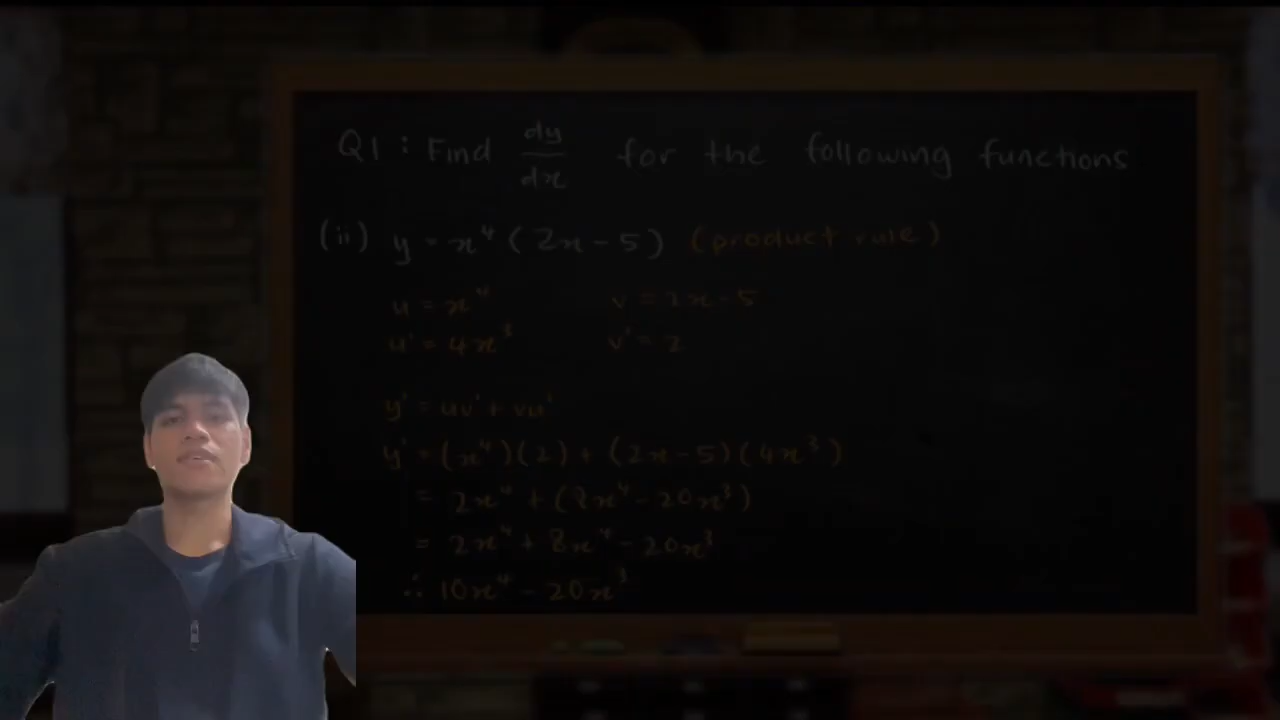 Q1 : Find dy/dx for the following functions
(ii) y = x⁴ (2x - 5) (product rule)
u = x⁴ v = 2x - 5
u' = 4x³ v' = 2
y' = uv' + vu'
y' = (x⁴)(2) + (2x - 5)(4x³)
= 2x⁴ + (8x⁴ - 20x³)
= 2x⁴ + 8x⁴ - 20x³
∴ 10x⁴ - 20x³